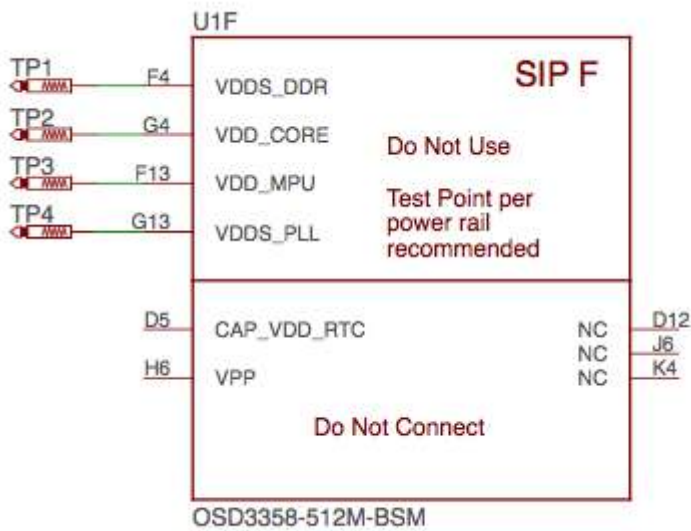 U1F
SIP F
TP1 F4 VDDS_DDR
TP2 G4 VDD_CORE
Do Not Use
TP3 F13 VDD_MPU
Test Point per
power rail
recommended
TP4 G13 VDDS_PLL
D5 CAP_VDD_RTC NC D12
NC J6
H6 VPP NC K4
Do Not Connect
OSD3358-512M-BSM